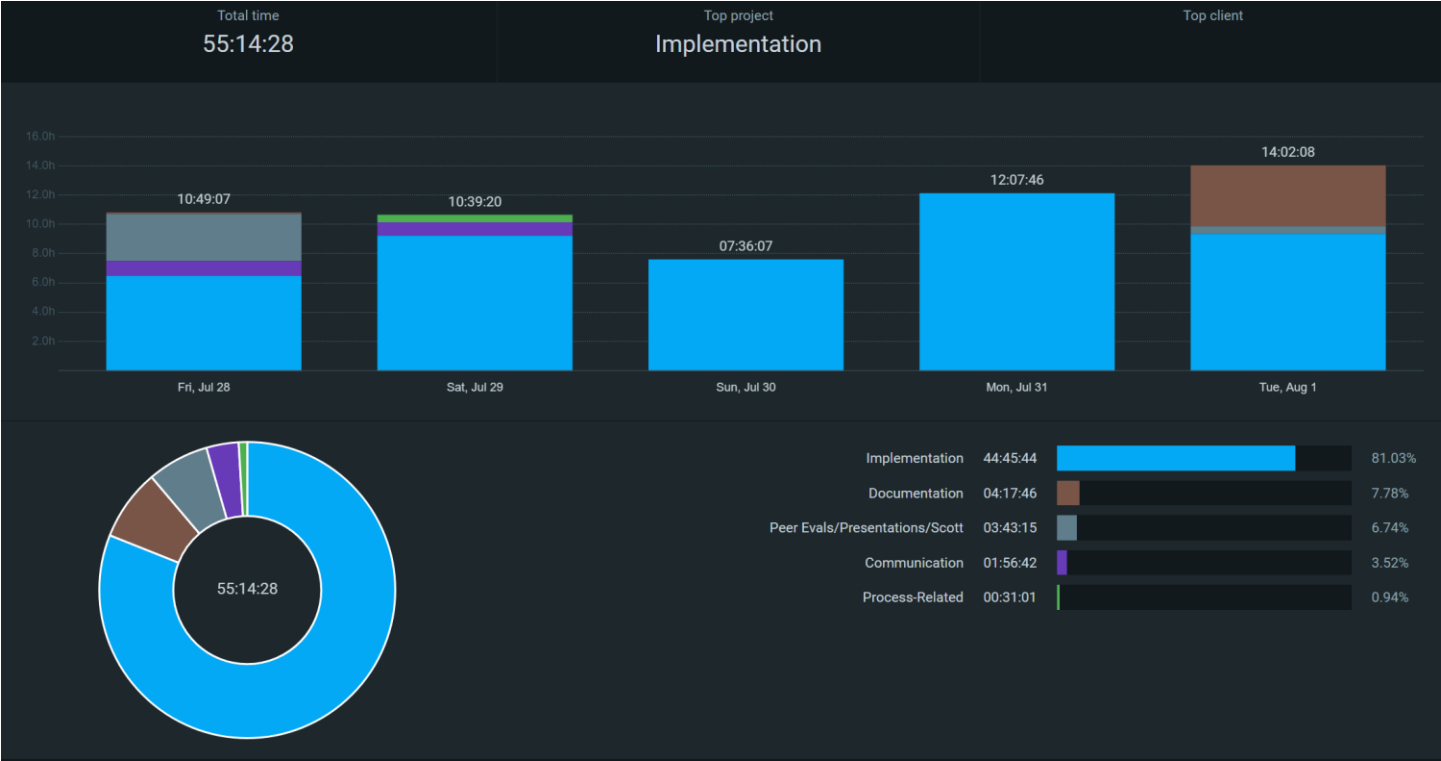 Total time
55:14:28
Top project
Implementation
Top client
16.0h
14.0h
12.0h
10.0h
8.0h
6.0h
4.0h
2.0h
10:49:07
10:39:20
07:36:07
12:07:46
14:02:08
Fri, Jul 28
Sat, Jul 29
Sun, Jul 30
Mon, Jul 31
Tue, Aug 1
55:14:28
Implementation 44:45:44 81.03%
Documentation 04:17:46 7.78%
Peer Evals/Presentations/Scott 03:43:15 6.74%
Communication 01:56:42 3.52%
Process-Related 00:31:01 0.94%